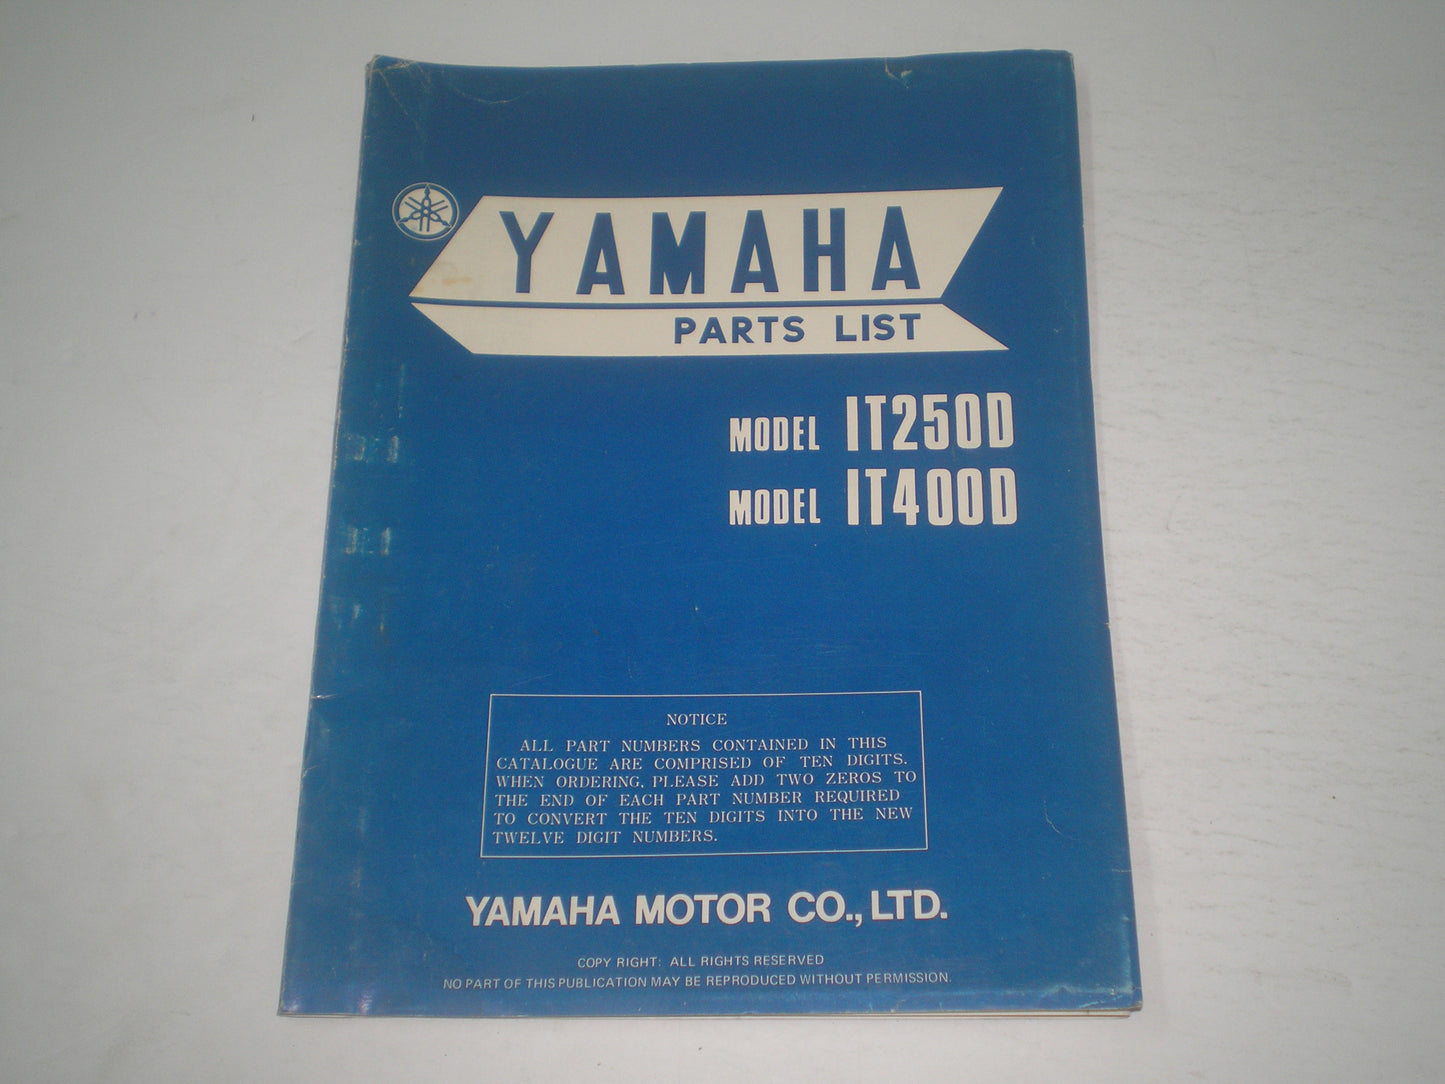 YAMAHA
PARTS LIST
MODEL IT250D
MODEL IT400D
NOTICE
ALL PART NUMBERS CONTAINED IN THIS
CATALOGUE ARE COMPRISED OF TEN DIGITS.
WHEN ORDERING, PLEASE ADD TWO ZEROS TO
THE END OF EACH PART NUMBER REQUIRED
TO CONVERT THE TEN DIGITS INTO THE NEW
TWELVE DIGIT NUMBERS.
YAMAHA MOTOR CO., LTD.
COPY RIGHT: ALL RIGHTS RESERVED
NO PART OF THIS PUBLICATION MAY BE REPRODUCED WITHOUT PERMISSION.